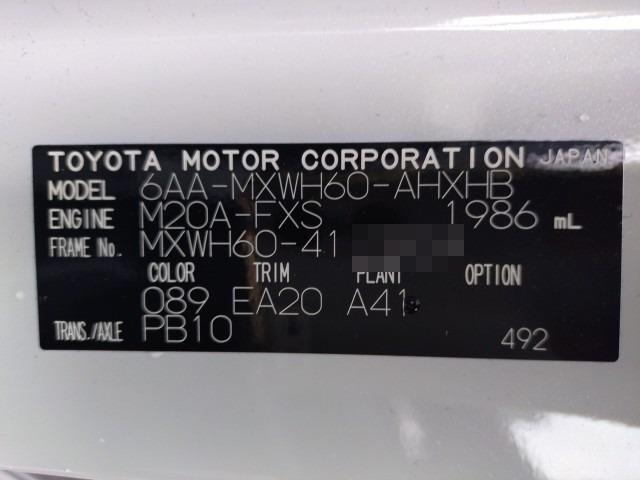 TOYOTA MOTOR CORPORATION JAPAN
MODEL 6AA-MXWH60-AHXHB
ENGINE M20A-FXS 1986 mL
FRAME No. MXWH60-41
COLOR TRIM PLANT OPTION
089 EA20 A41
TRANS./AXLE PB10 492